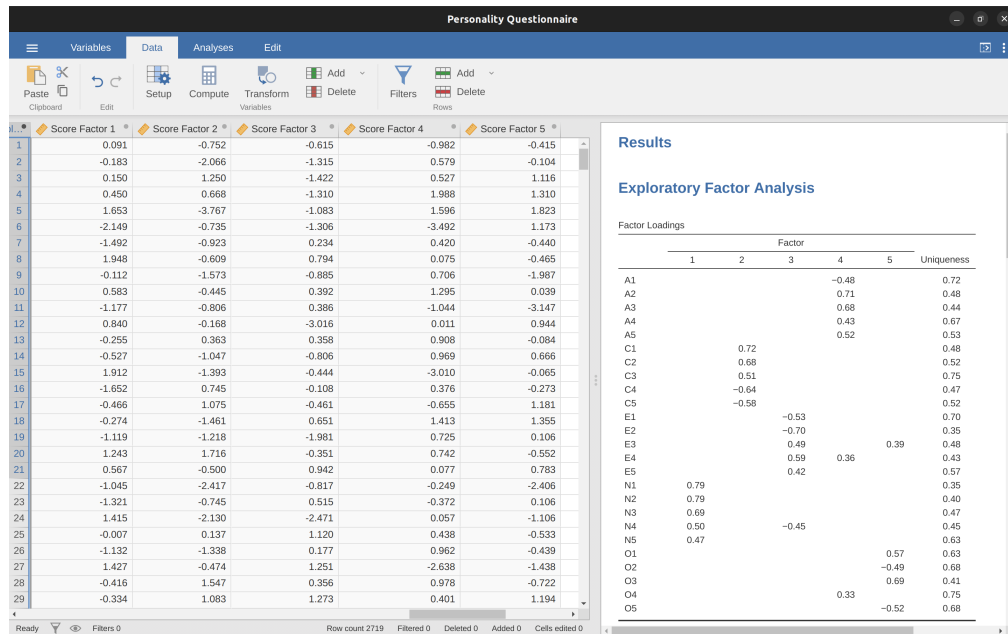 Personality Questionnaire
Variables Data Analyses Edit
Paste Setup Compute Transform Add Delete Filters Add Delete
Clipboard Edit Variables Rows
Score Factor 1 Score Factor 2 Score Factor 3 Score Factor 4 Score Factor 5
1 0.091 -0.752 -0.615 -0.982 -0.415
2 -0.183 -2.066 -1.315 0.579 -0.104
3 0.150 1.250 -1.422 0.527 1.116
4 0.450 0.668 -1.310 1.988 1.310
5 1.653 -3.767 -1.083 1.596 1.823
6 -2.149 -0.735 -1.306 -3.492 1.173
7 -1.492 -0.923 0.234 0.420 -0.440
8 1.948 -0.609 0.794 0.075 -0.465
9 -0.112 -1.573 -0.885 0.706 -1.987
10 0.583 -0.445 0.392 1.295 0.039
11 -1.177 -0.806 0.386 -1.044 -3.147
12 0.840 -0.168 -3.016 0.011 0.944
13 -0.255 0.363 0.358 0.908 -0.084
14 -0.527 -1.047 -0.806 0.969 0.666
15 1.912 -1.393 -0.444 -3.010 -0.065
16 -1.652 0.745 -0.108 0.376 -0.273
17 -0.466 1.075 -0.461 -0.655 1.181
18 -0.274 -1.461 0.651 1.413 1.355
19 -1.119 -1.218 -1.981 0.725 0.106
20 1.243 1.716 -0.351 0.742 -0.552
21 0.567 -0.500 0.942 0.077 0.783
22 -1.045 -2.417 -0.817 -0.249 -2.406
23 -1.321 -0.745 0.515 -0.372 0.106
24 1.415 -2.130 -2.471 0.057 -1.106
25 -0.007 0.137 1.120 0.438 -0.533
26 -1.132 -1.338 0.177 0.962 -0.439
27 1.427 -0.474 1.251 -2.638 -1.438
28 -0.416 1.547 0.356 0.978 -0.722
29 -0.334 1.083 1.273 0.401 1.194
Ready Filters 0 Row count 2719 Filtered 0 Deleted 0 Added 0 Cells edited 0
Results
Exploratory Factor Analysis
Factor Loadings
Factor
1 2 3 4 5 Uniqueness
A1 −0.48 0.72
A2 0.71 0.48
A3 0.68 0.44
A4 0.43 0.67
A5 0.52 0.53
C1 0.72 0.48
C2 0.68 0.52
C3 0.51 0.75
C4 −0.64 0.47
C5 −0.58 0.52
E1 −0.53 0.70
E2 −0.70 0.35
E3 0.49 0.39 0.48
E4 0.59 0.36 0.43
E5 0.42 0.57
N1 0.79 0.35
N2 0.79 0.40
N3 0.69 0.47
N4 0.50 −0.45 0.45
N5 0.47 0.63
O1 0.57 0.63
O2 −0.49 0.68
O3 0.69 0.41
O4 0.33 0.75
O5 −0.52 0.68